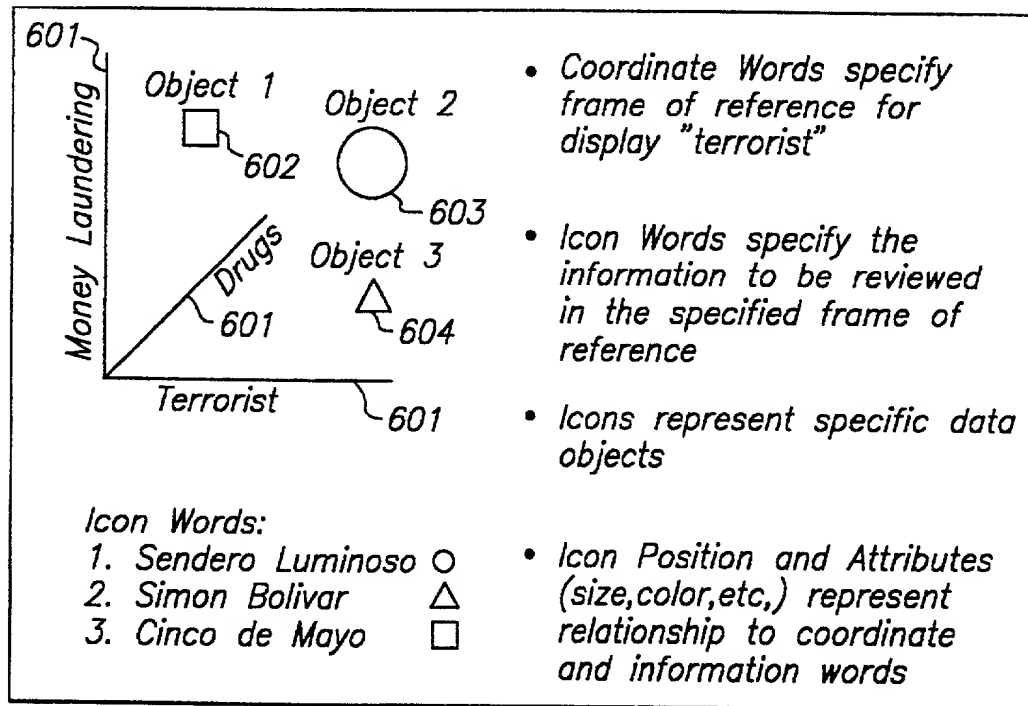 601
Money Laundering
Object 1
602
Object 2
603
Drugs
601
Object 3
604
Terrorist
601
Icon Words:
1. Sendero Luminoso
2. Simon Bolivar
3. Cinco de Mayo
• Coordinate Words specify
frame of reference for
display "terrorist"
• Icon Words specify the
information to be reviewed
in the specified frame of
reference
• Icons represent specific data
objects
• Icon Position and Attributes
(size,color,etc,) represent
relationship to coordinate
and information words